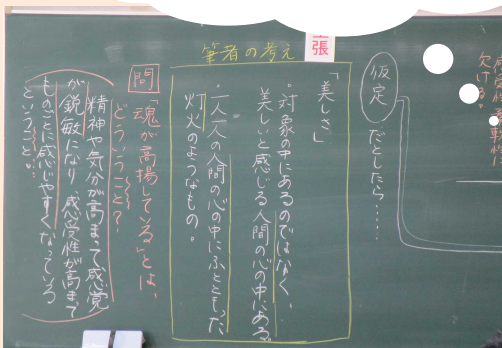 欠ける。
仮定
だとしたら……
主張
筆者の考え
「美しさ」
・対象の中にあるのではなく、
美しいと感じる人間の心の中にある。
・一人一人の人間の心の中にふとともった
灯火のようなもの。
問
「魂が高揚している」とは、
どういうこと？
精神や気分が高まって感覚
が鋭敏になり、感受性が高まって
ものごとに感じやすくなっている
ということ。